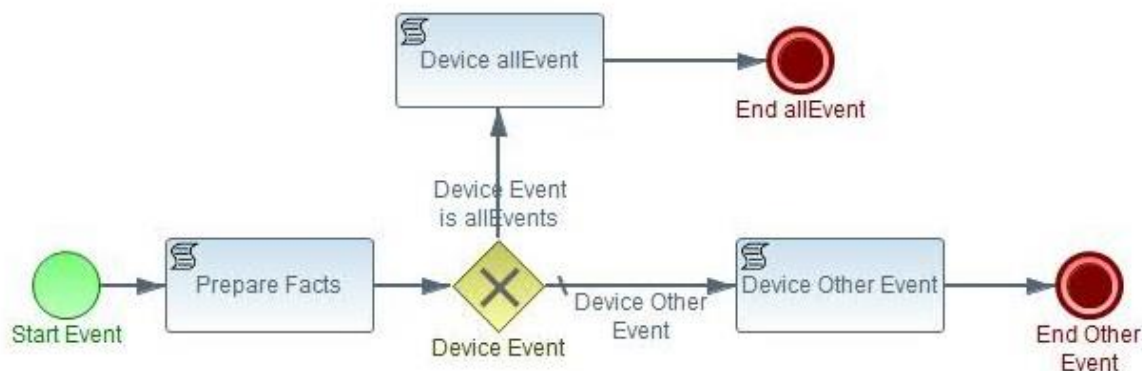 Device allEvent
End allEvent
Device Event
is allEvents
Prepare Facts
Device Other Event
Start Event
Device Other
Event
Device Event
End Other
Event